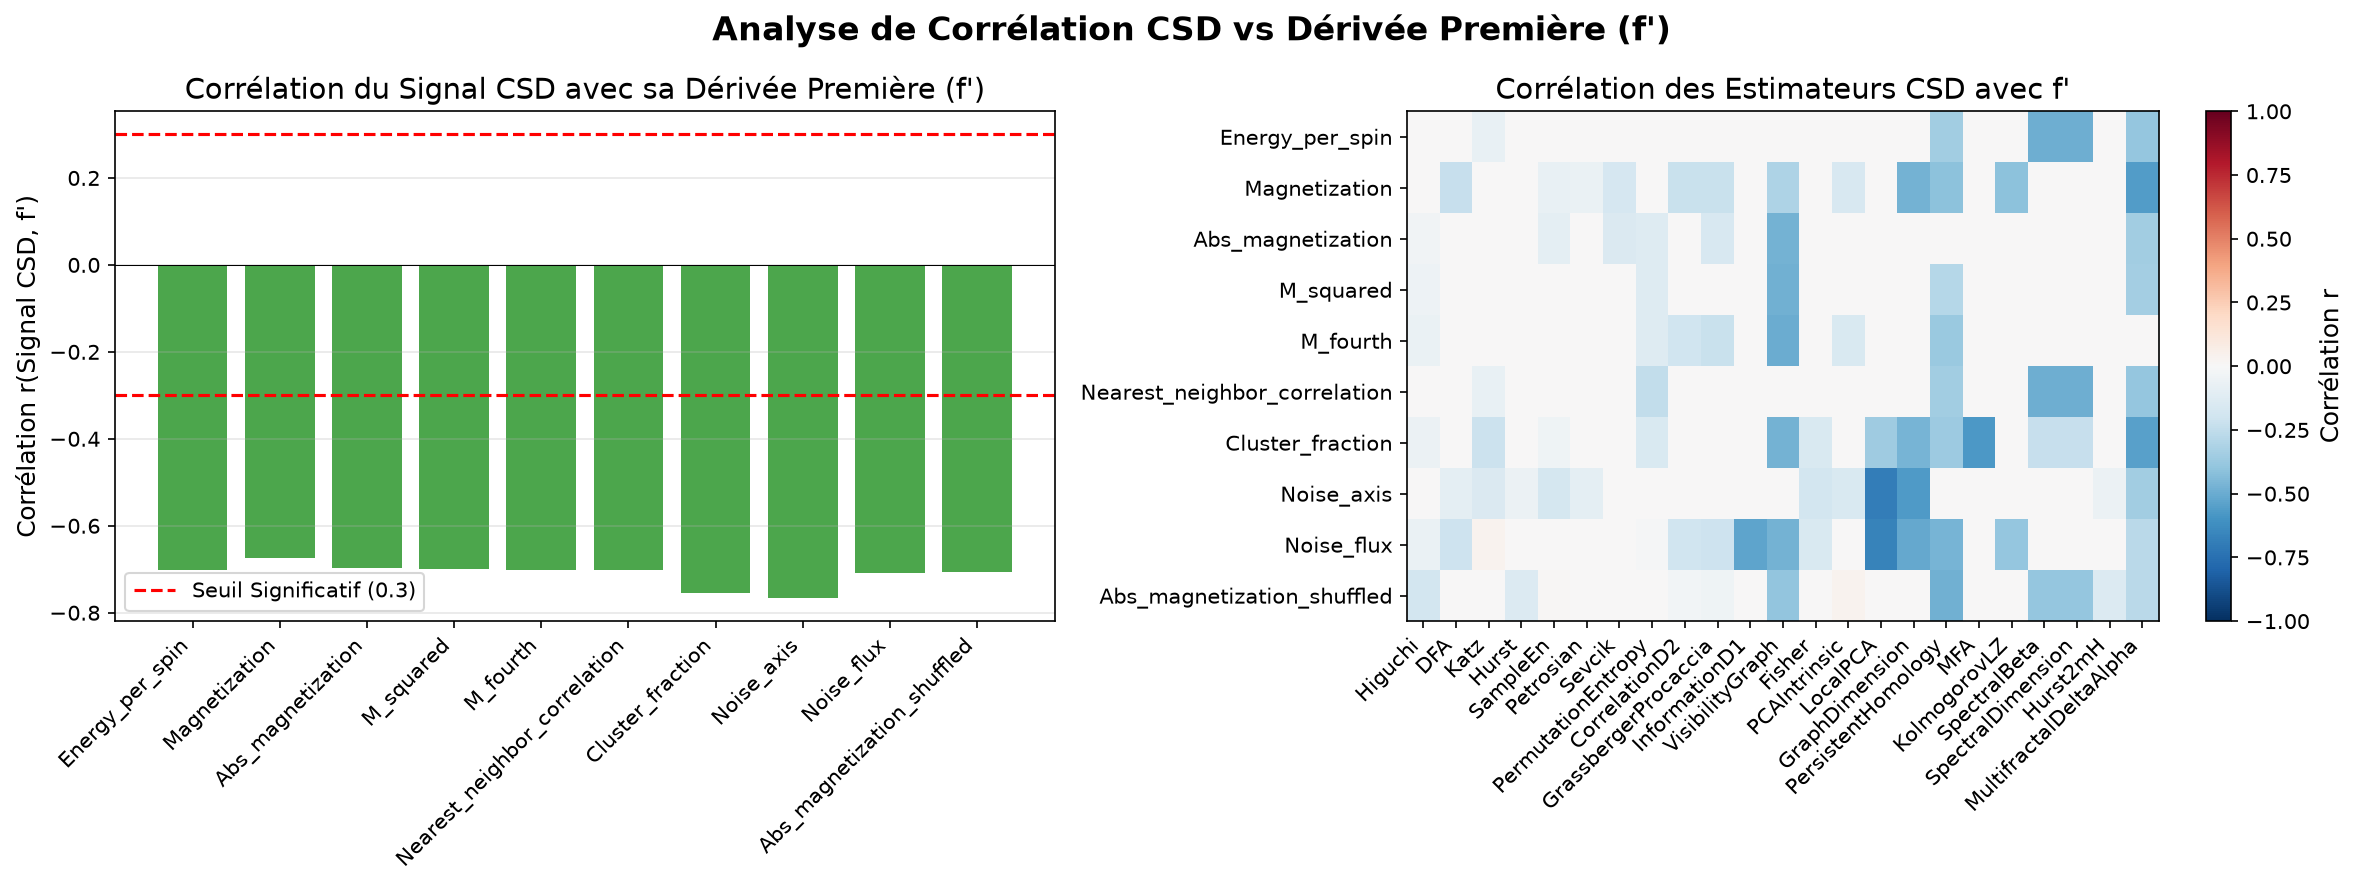 Analyse de Corrélation CSD vs Dérivée Première (f')
Corrélation du Signal CSD avec sa Dérivée Première (f')
Corrélation r(Signal CSD, f')
0.2
0.0
−0.2
−0.4
−0.6
−0.8
Seuil Significatif (0.3)
Energy_per_spin
Magnetization
Abs_magnetization
M_squared
M_fourth
Nearest_neighbor_correlation
Cluster_fraction
Noise_axis
Noise_flux
Abs_magnetization_shuffled
Corrélation des Estimateurs CSD avec f'
Energy_per_spin
Magnetization
Abs_magnetization
M_squared
M_fourth
Nearest_neighbor_correlation
Cluster_fraction
Noise_axis
Noise_flux
Abs_magnetization_shuffled
Higuchi
DFA
Katz
Hurst
SampleEn
Petrosian
Sevcik
PermutationEntropy
CorrelationD2
GrassbergerProcaccia
InformationD1
VisibilityGraph
Fisher
PCAIntrinsic
LocalPCA
GraphDimension
PersistentHomology
MFA
KolmogorovLZ
SpectralBeta
SpectralDimension
Hurst2mH
MultifractalDeltaAlpha
1.00
0.75
0.50
0.25
0.00
−0.25
−0.50
−0.75
−1.00
Corrélation r